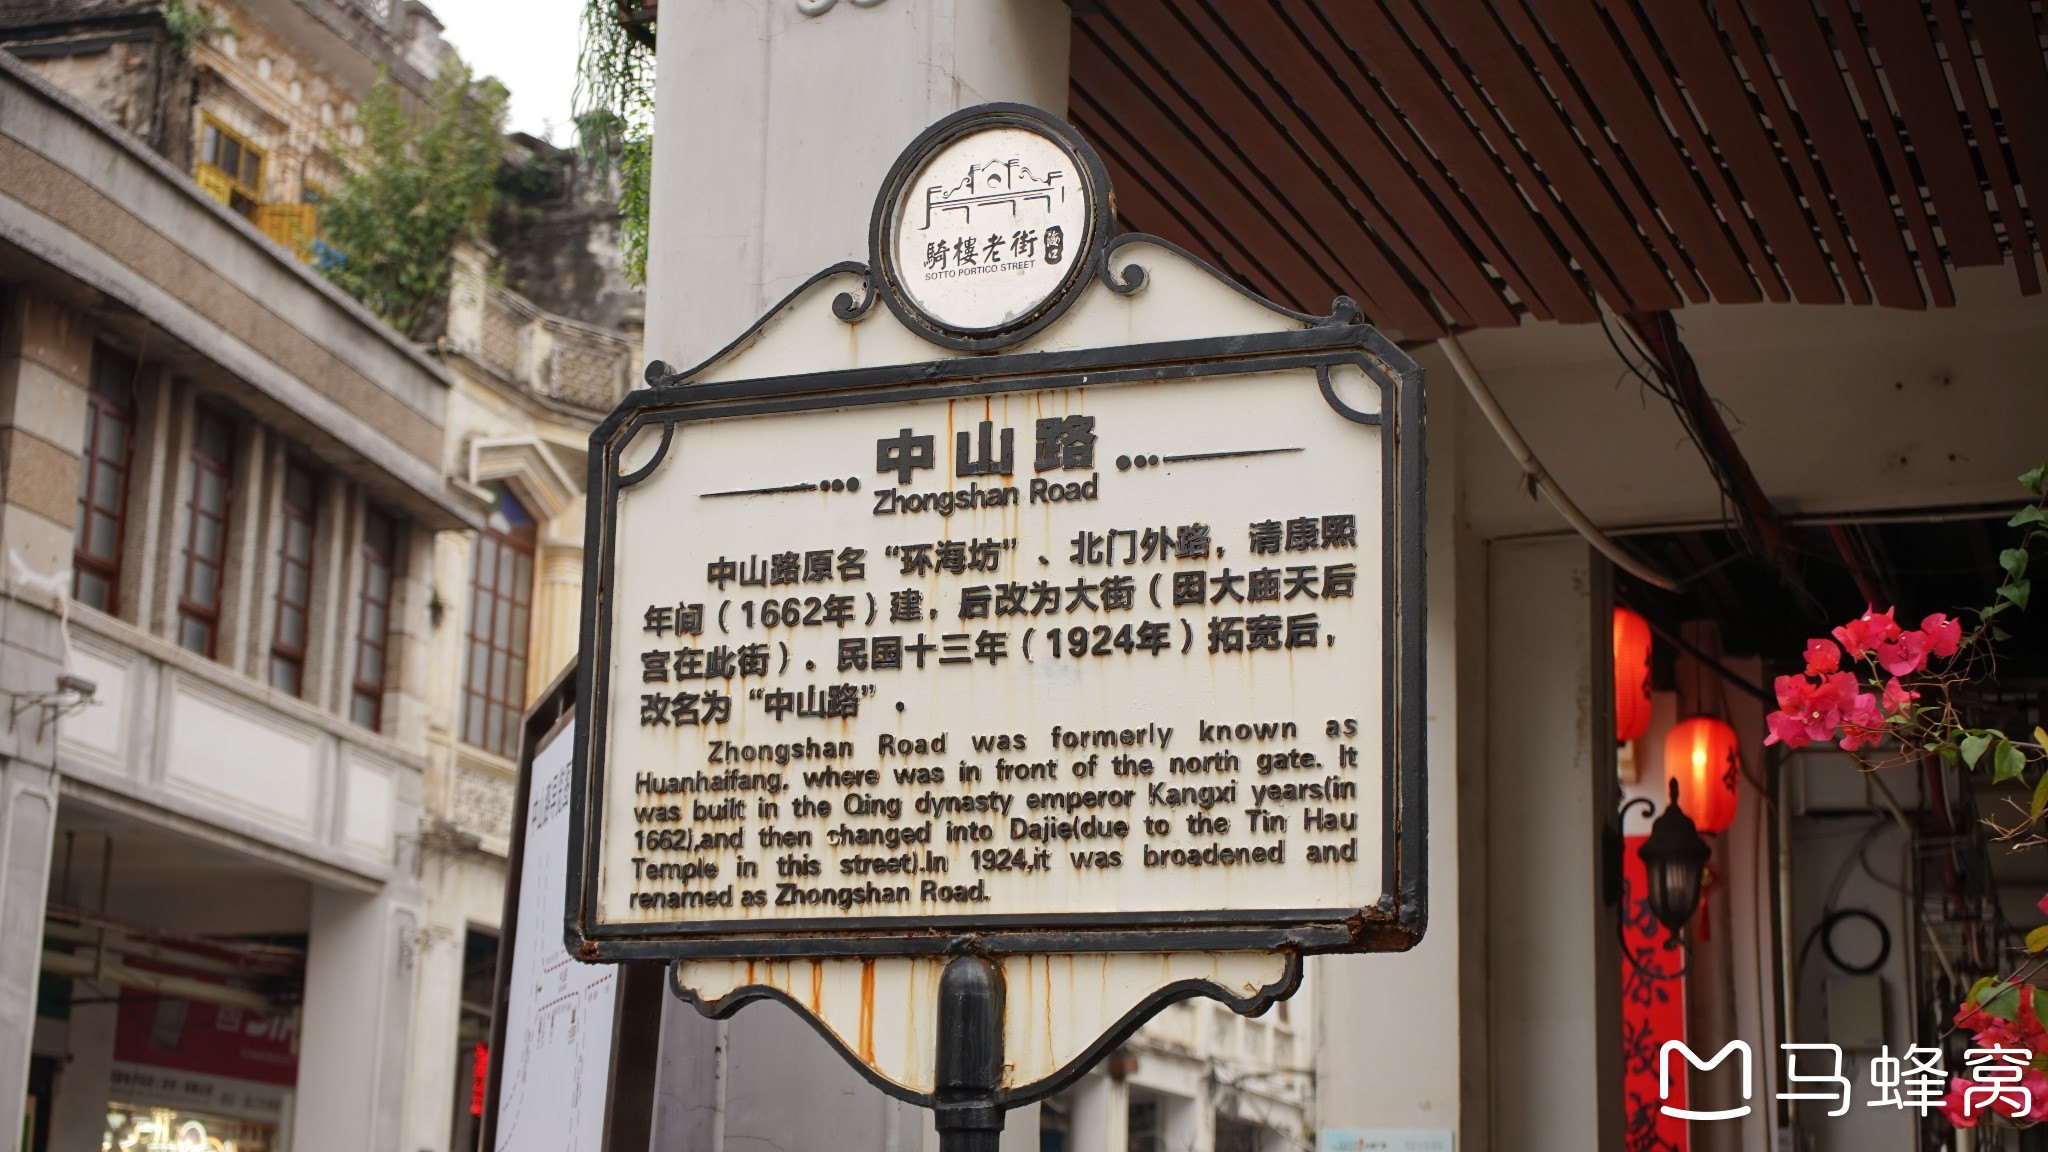 騎樓老街 海口
SOTTO PORTICO STREET
中山路
Zhongshan Road
中山路原名“环海坊”、北门外路，清康熙
年间（1662年）建，后改为大街（因大庙天后
宫在此街）。民国十三年（1924年）拓宽后，
改名为“中山路”。
Zhongshan Road was formerly known as
Huanhaifang, where was in front of the north gate. It
was built in the Qing dynasty emperor Kangxi years(in
1662),and then changed into Dajie(due to the Tin Hau
Temple in this street).In 1924,it was broadened and
renamed as Zhongshan Road.
马蜂窝